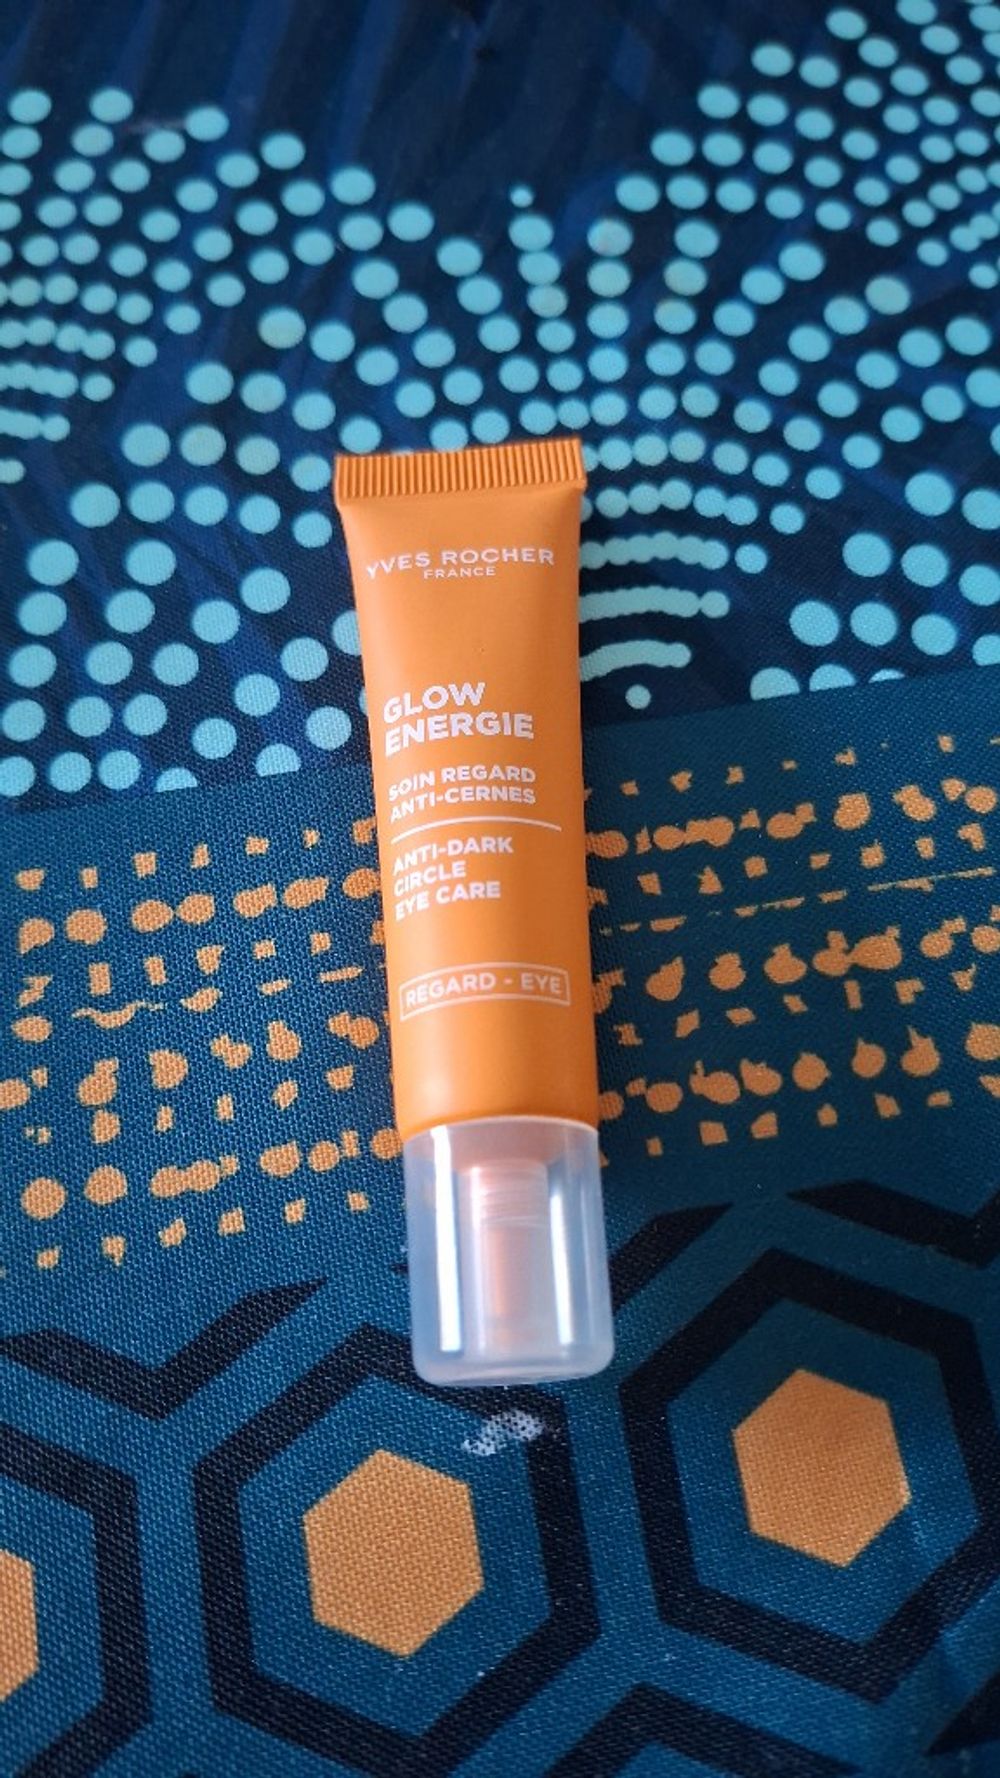 YVES ROCHER
FRANCE
GLOW
ENERGIE
SOIN REGARD
ANTI-CERNES
ANTI-DARK
CIRCLE
EYE CARE
REGARD - EYE